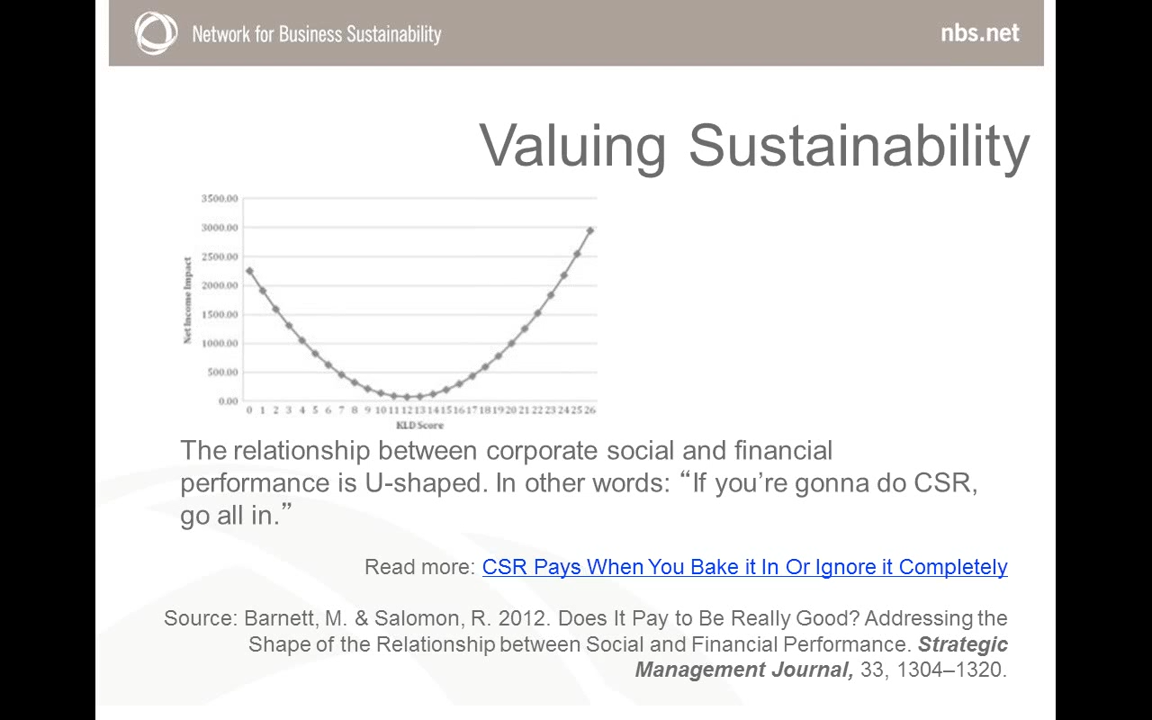 Network for Business Sustainability
nbs.net
Valuing Sustainability
3500.00
3000.00
2500.00
2000.00
1500.00
1000.00
500.00
0.00
Net Income Impact
0 1 2 3 4 5 6 7 8 9 10 11 12 13 14 15 16 17 18 19 20 21 22 23 24 25 26
KLD Score
The relationship between corporate social and financial
performance is U-shaped. In other words: “If you’re gonna do CSR,
go all in.”
Read more: CSR Pays When You Bake it In Or Ignore it Completely
Source: Barnett, M. & Salomon, R. 2012. Does It Pay to Be Really Good? Addressing the
Shape of the Relationship between Social and Financial Performance. Strategic
Management Journal, 33, 1304–1320.